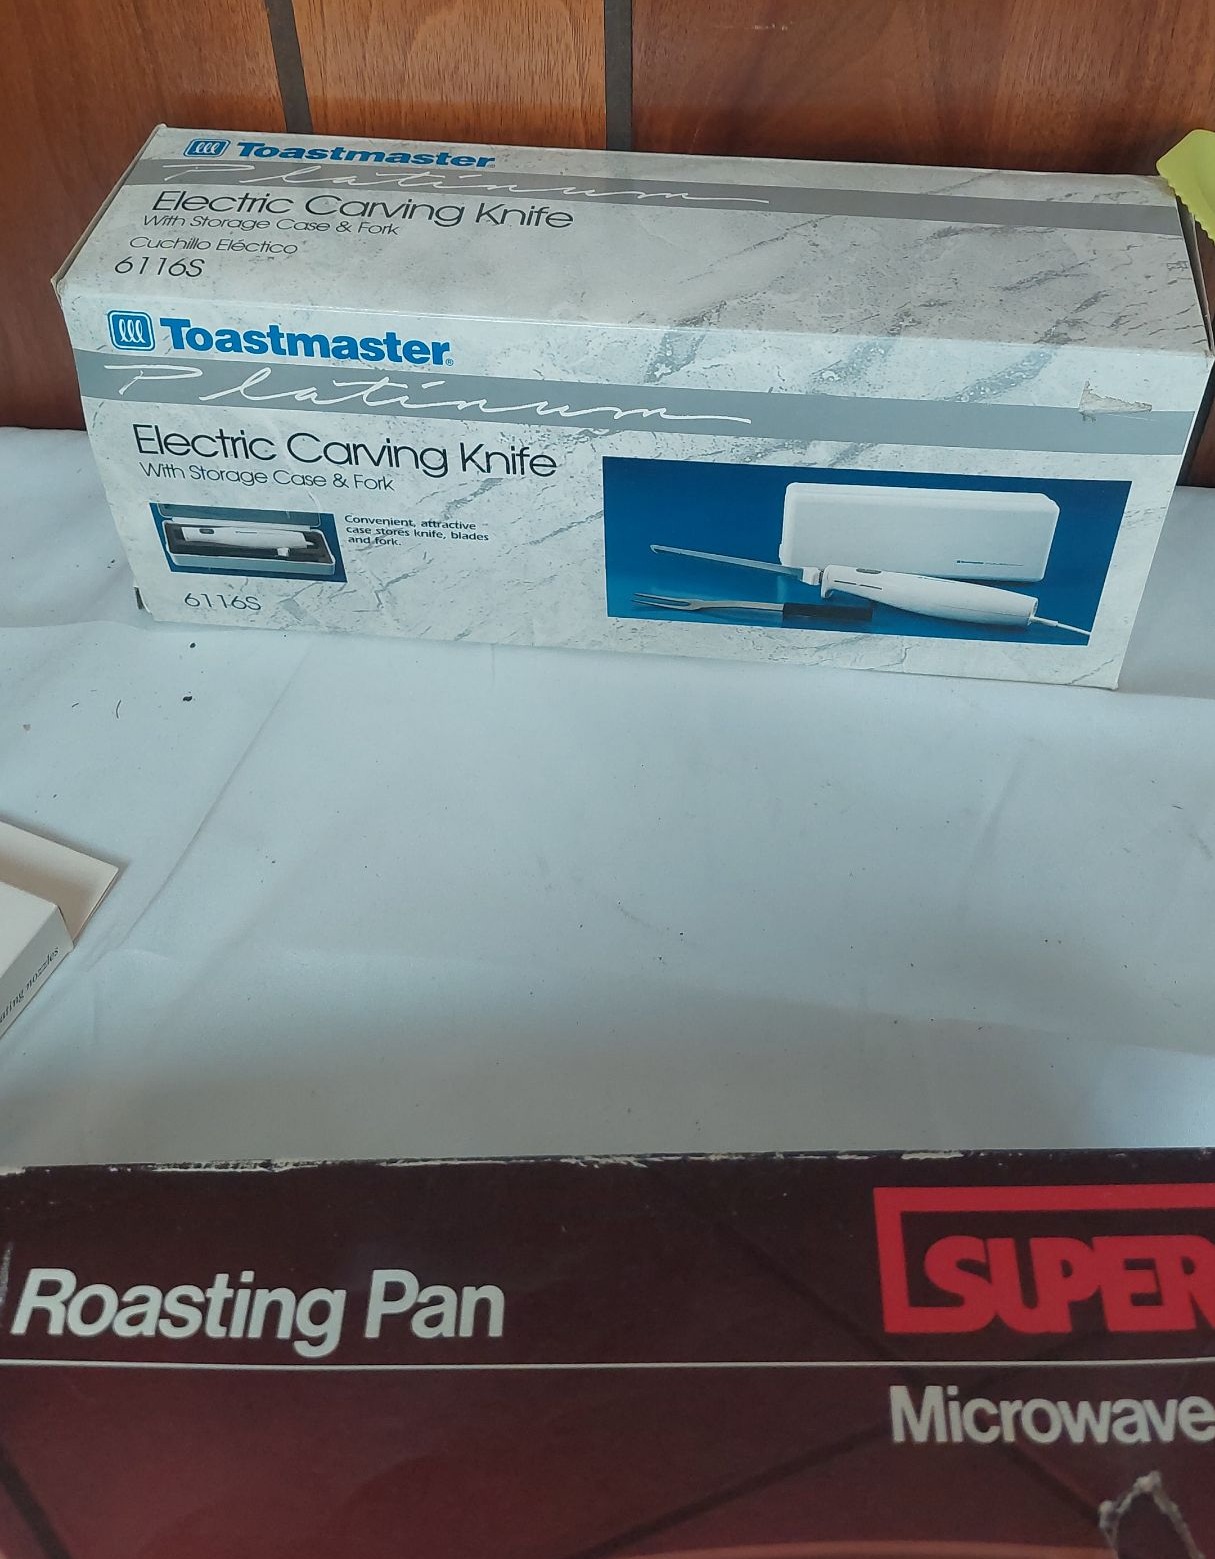 Toastmaster
Platinum
Electric Carving Knife
With Storage Case & Fork
Cuchillo Eléctico
6116S
Toastmaster®
Platinum
Electric Carving Knife
With Storage Case & Fork
Convenient, attractive
case stores knife, blades
and fork.
6116S
nozzles
Roasting Pan
SUPER
Microwave